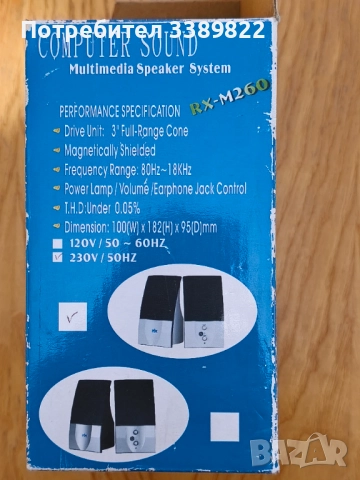 Потребител 3389822
COMPUTER SOUND
Multimedia Speaker System
RX-M260
PERFORMANCE SPECIFICATION
Drive Unit: 3" Full-Range Cone
Magnetically Shielded
Frequency Range: 80Hz~18KHz
Power Lamp / Volume / Earphone Jack Control
T.H.D:Under 0.05%
Dimension: 100(W) x 182(H) x 95(D)mm
120V / 50 ~ 60HZ
230V / 50HZ
BAZAR